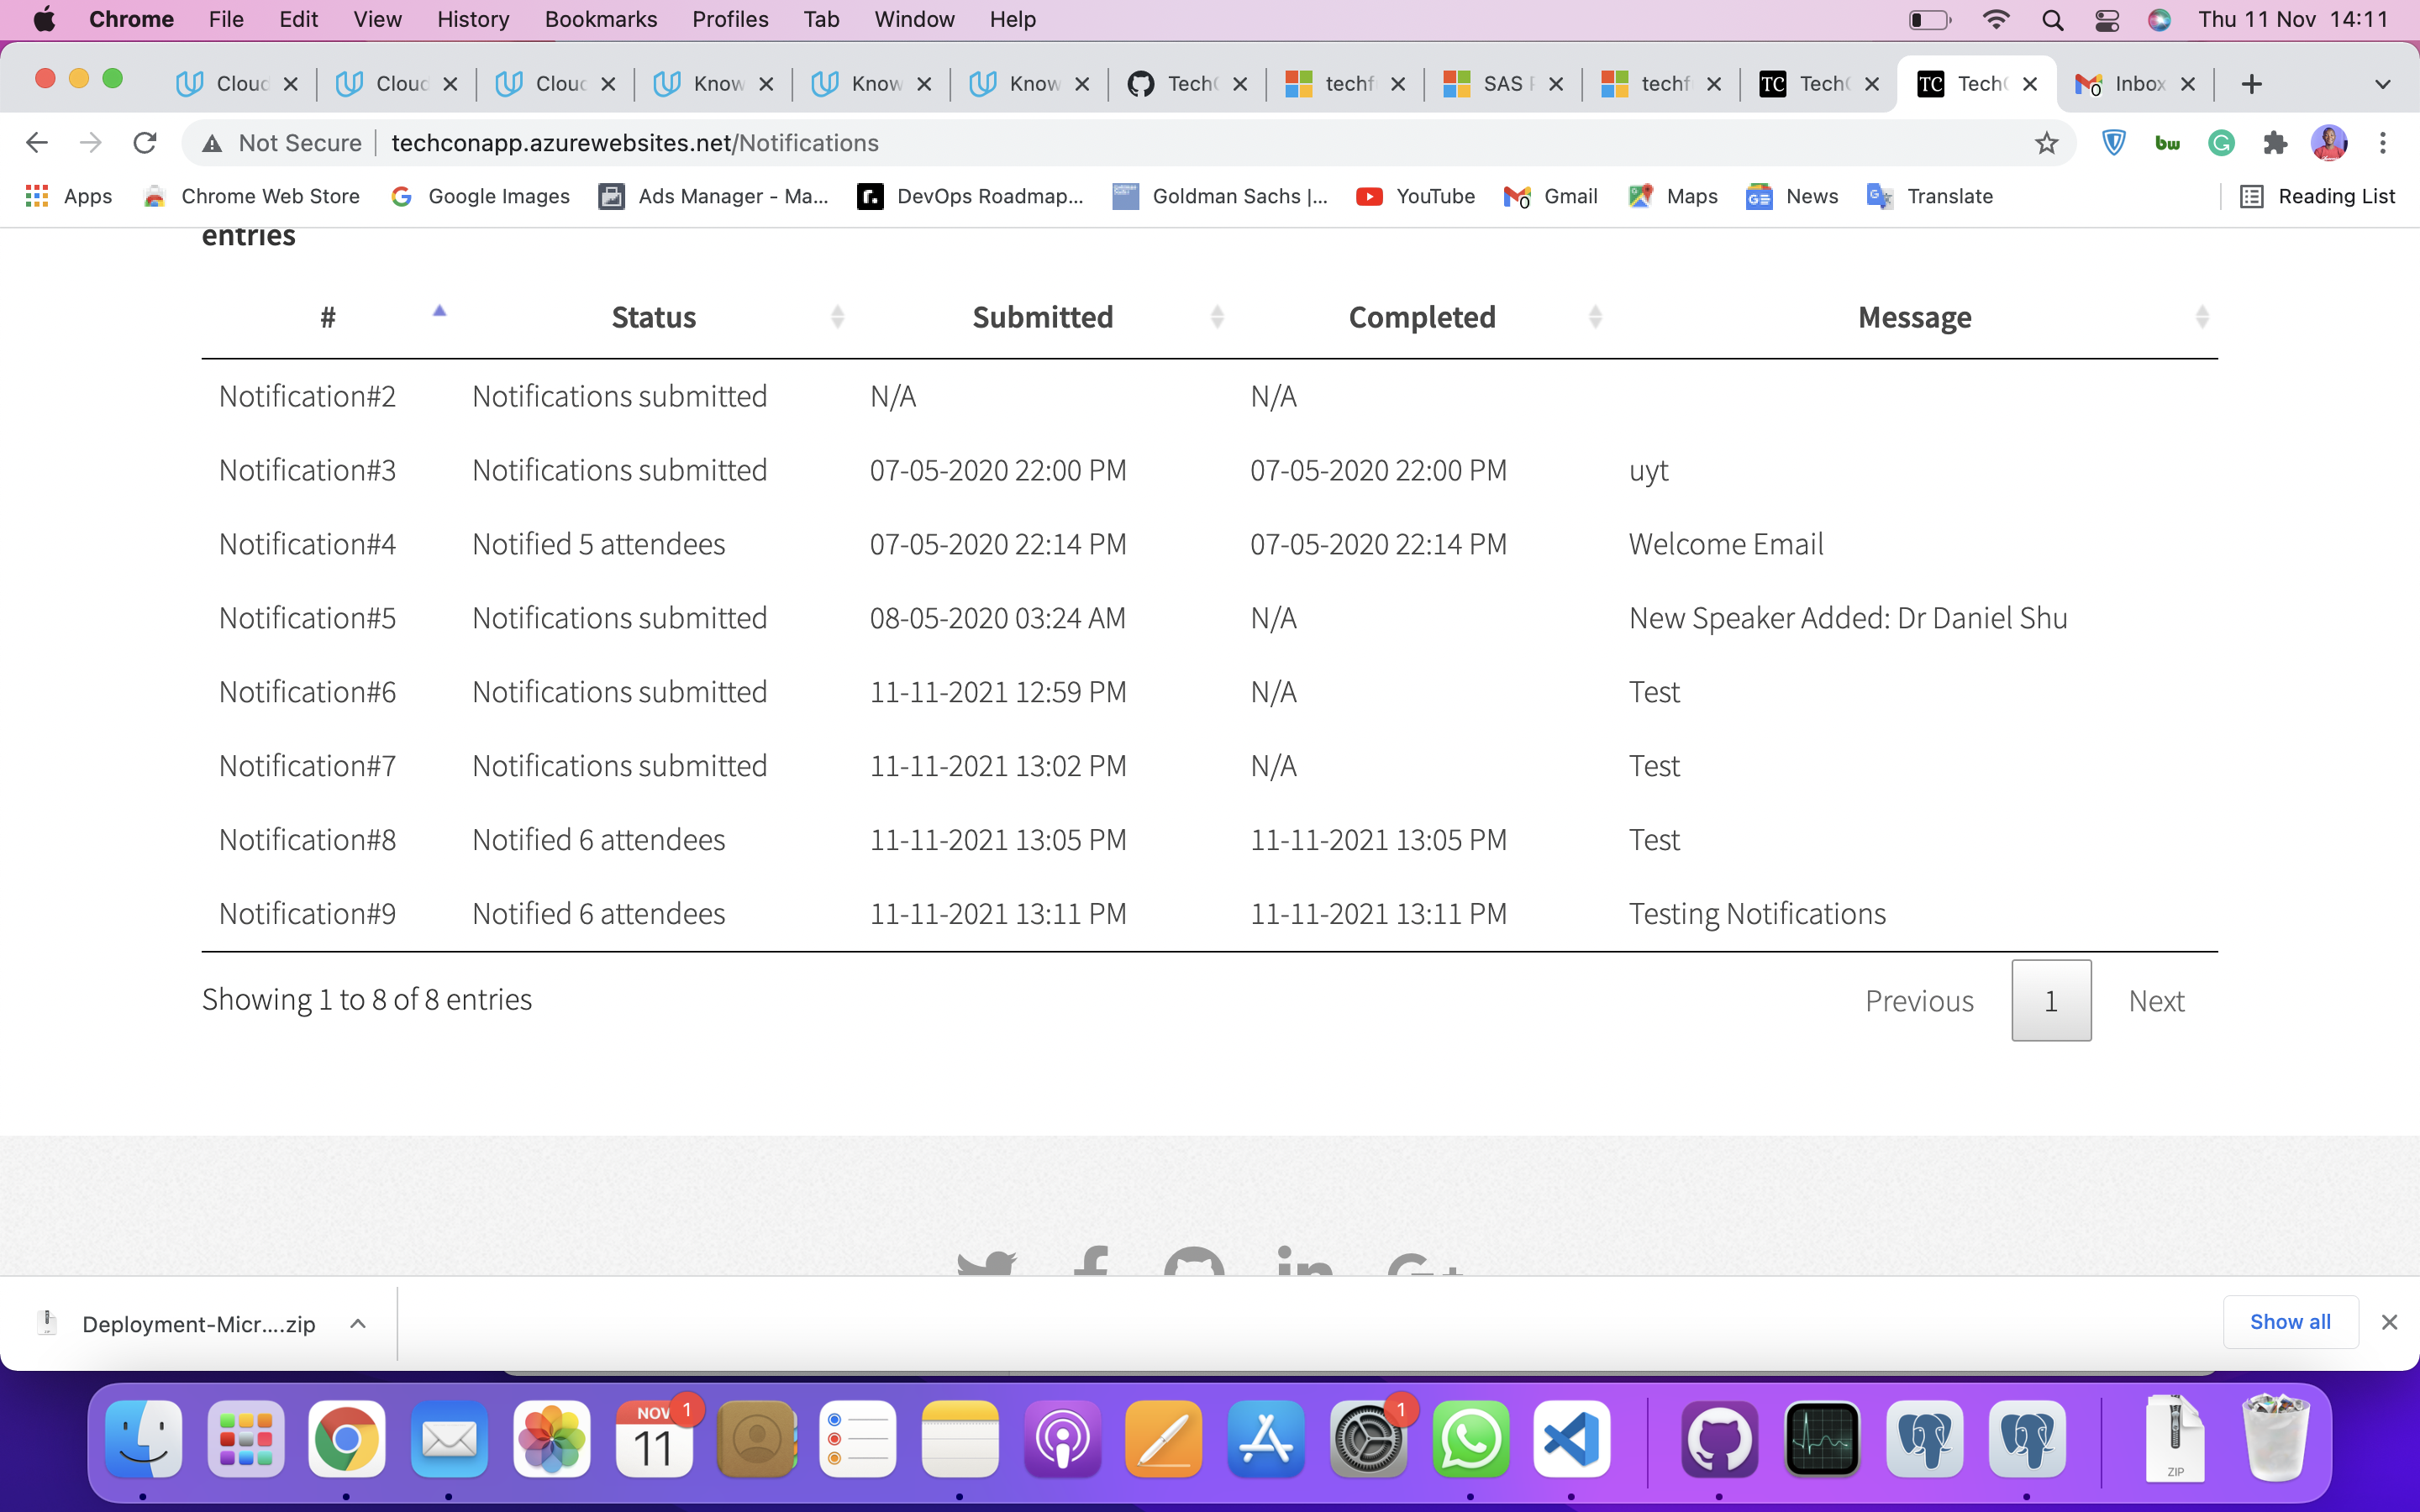 Chrome File Edit View History Bookmarks Profiles Tab Window Help Thu 11 Nov 14:11
Cloud Cloud Cloud Know Know Know Tech techf SAS techf Tech Tech Inbox
Not Secure techconapp.azurewebsites.net/Notifications bw
Apps Chrome Web Store Google Images Ads Manager - Ma... DevOps Roadmap... Goldman Sachs |... YouTube Gmail Maps News Translate Reading List
entries
# Status Submitted Completed Message
Notification#2 Notifications submitted N/A N/A
Notification#3 Notifications submitted 07-05-2020 22:00 PM 07-05-2020 22:00 PM uyt
Notification#4 Notified 5 attendees 07-05-2020 22:14 PM 07-05-2020 22:14 PM Welcome Email
Notification#5 Notifications submitted 08-05-2020 03:24 AM N/A New Speaker Added: Dr Daniel Shu
Notification#6 Notifications submitted 11-11-2021 12:59 PM N/A Test
Notification#7 Notifications submitted 11-11-2021 13:02 PM N/A Test
Notification#8 Notified 6 attendees 11-11-2021 13:05 PM 11-11-2021 13:05 PM Test
Notification#9 Notified 6 attendees 11-11-2021 13:11 PM 11-11-2021 13:11 PM Testing Notifications
Showing 1 to 8 of 8 entries Previous 1 Next
Deployment-Micr....zip Show all
NOV 1 1
11 ZIP